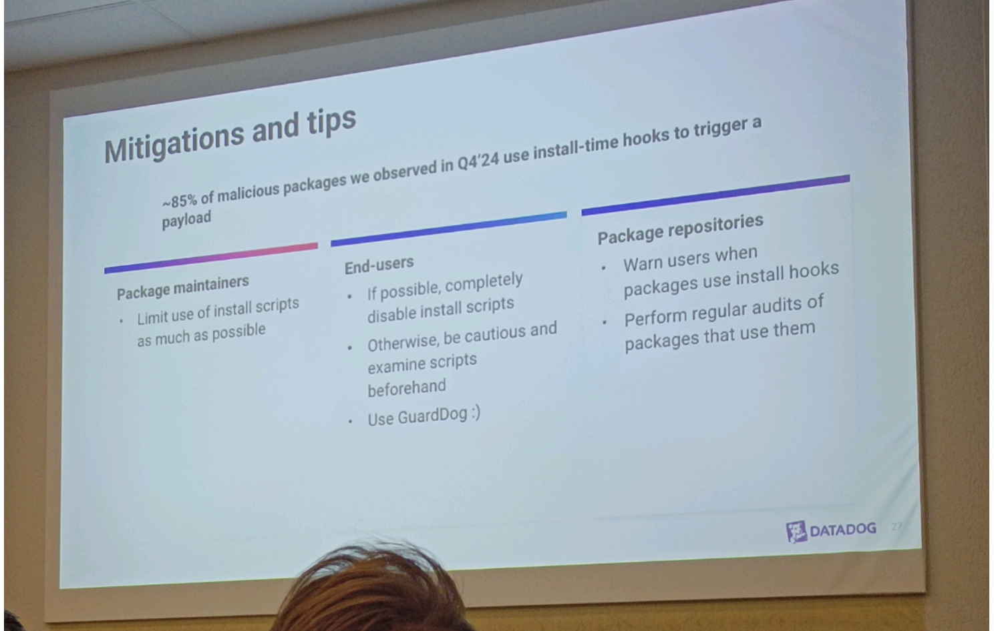 Mitigations and tips
~85% of malicious packages we observed in Q4'24 use install-time hooks to trigger a
payload
Package maintainers
• Limit use of install scripts
as much as possible
End-users
• If possible, completely
disable install scripts
• Otherwise, be cautious and
examine scripts
beforehand
• Use GuardDog :)
Package repositories
• Warn users when
packages use install hooks
• Perform regular audits of
packages that use them
DATADOG 27